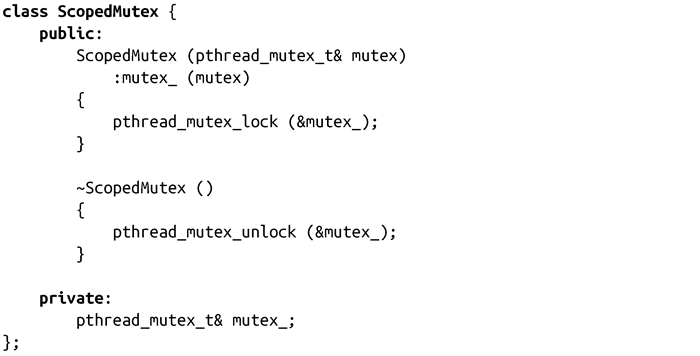 class ScopedMutex {
    public:
        ScopedMutex (pthread_mutex_t& mutex)
            :mutex_ (mutex)
        {
            pthread_mutex_lock (&mutex_);
        }

        ~ScopedMutex ()
        {
            pthread_mutex_unlock (&mutex_);
        }

    private:
        pthread_mutex_t& mutex_;
};